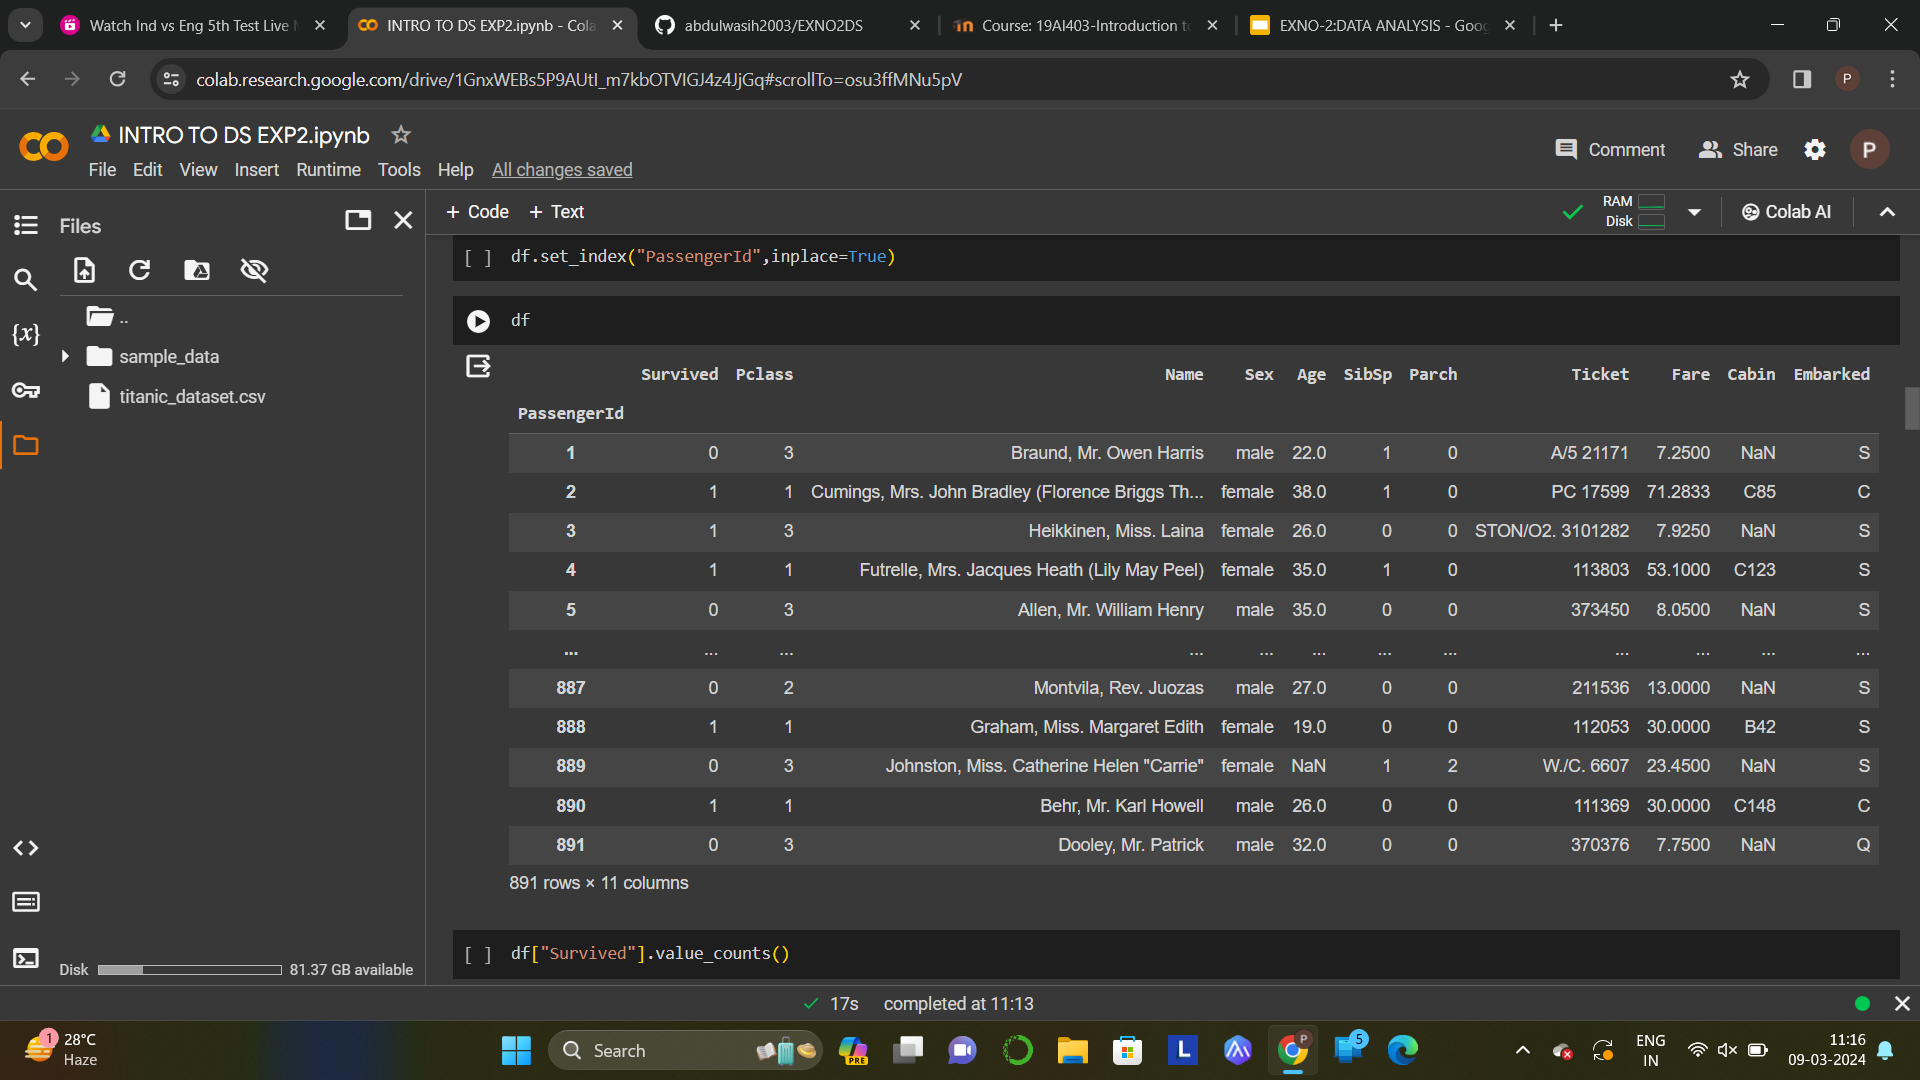 Watch Ind vs Eng 5th Test Live M
INTRO TO DS EXP2.ipynb - Cola
abdulwasih2003/EXNO2DS
Course: 19AI403-Introduction to
EXNO-2:DATA ANALYSIS - Goog
colab.research.google.com/drive/1GnxWEBs5P9AUtI_m7kbOTVIGJ4z4JjGq#scrollTo=osu3ffMNu5pV
P
INTRO TO DS EXP2.ipynb
File Edit View Insert Runtime Tools Help All changes saved
Comment Share P
Files
+ Code + Text
RAM
Disk
Colab AI
[ ] df.set_index("PassengerId",inplace=True)
df
..
sample_data
titanic_dataset.csv
{x}
Survived Pclass Name Sex Age SibSp Parch Ticket Fare Cabin Embarked
PassengerId
1 0 3 Braund, Mr. Owen Harris male 22.0 1 0 A/5 21171 7.2500 NaN S
2 1 1 Cumings, Mrs. John Bradley (Florence Briggs Th... female 38.0 1 0 PC 17599 71.2833 C85 C
3 1 3 Heikkinen, Miss. Laina female 26.0 0 0 STON/O2. 3101282 7.9250 NaN S
4 1 1 Futrelle, Mrs. Jacques Heath (Lily May Peel) female 35.0 1 0 113803 53.1000 C123 S
5 0 3 Allen, Mr. William Henry male 35.0 0 0 373450 8.0500 NaN S
... ... ... ... ... ... ... ... ... ... ... ...
887 0 2 Montvila, Rev. Juozas male 27.0 0 0 211536 13.0000 NaN S
888 1 1 Graham, Miss. Margaret Edith female 19.0 0 0 112053 30.0000 B42 S
889 0 3 Johnston, Miss. Catherine Helen "Carrie" female NaN 1 2 W./C. 6607 23.4500 NaN S
890 1 1 Behr, Mr. Karl Howell male 26.0 0 0 111369 30.0000 C148 C
891 0 3 Dooley, Mr. Patrick male 32.0 0 0 370376 7.7500 NaN Q
891 rows × 11 columns
[ ] df["Survived"].value_counts()
Disk 81.37 GB available
17s completed at 11:13
1
28°C
Haze
Search
PRE
L
P
5
ENG
IN
11:16
09-03-2024